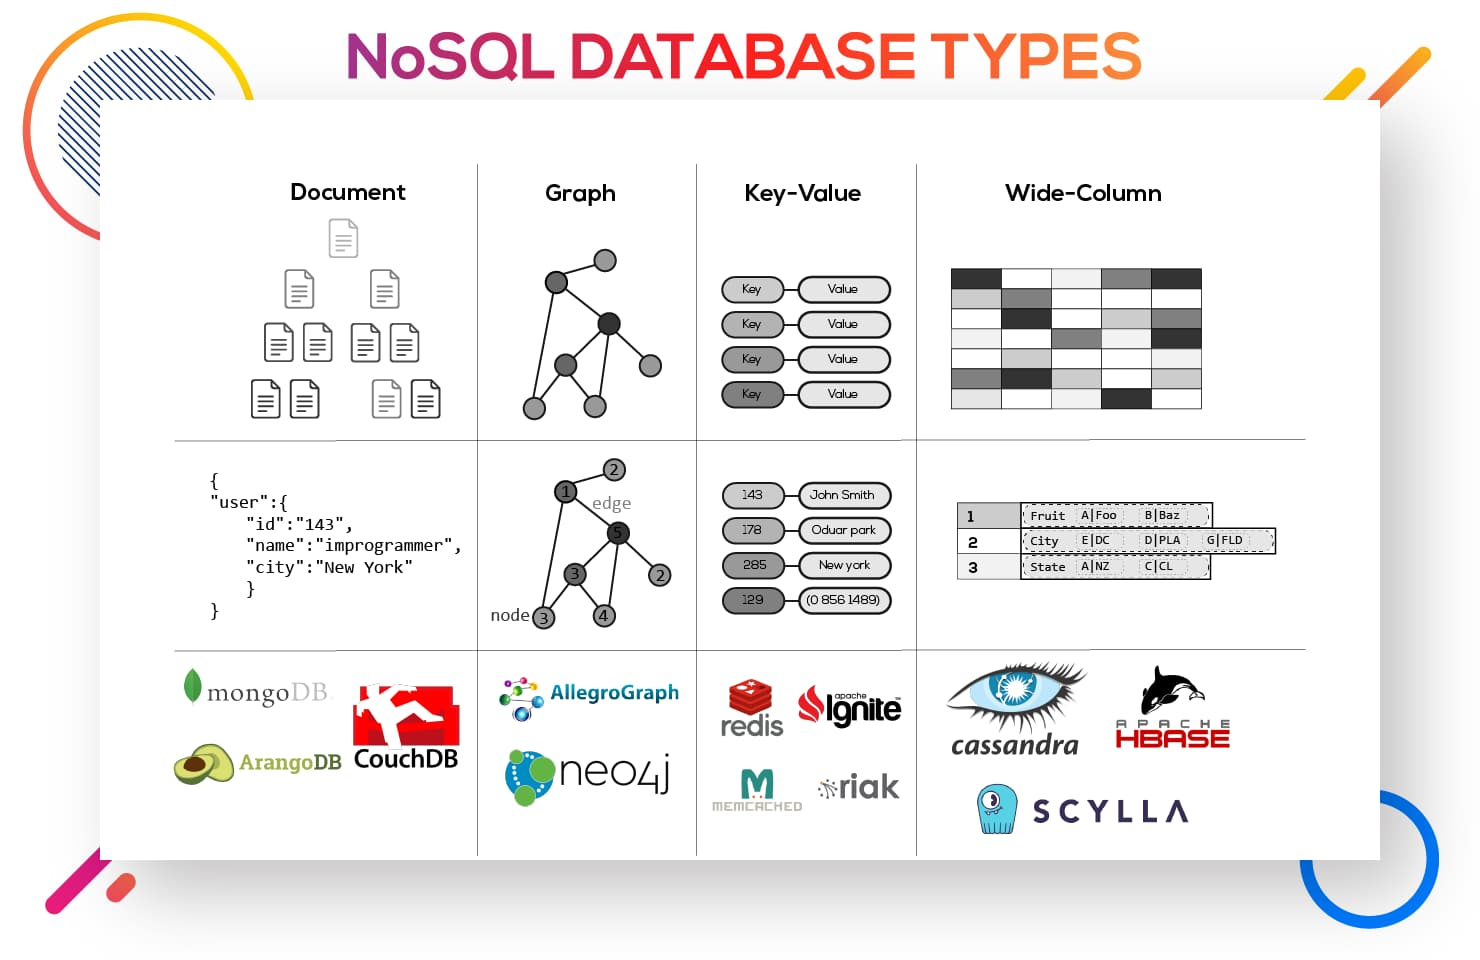 NoSQL DATABASE TYPES
Document
Graph
Key-Value
Wide-Column
Key Value
Key Value
Key Value
Key Value
{
"user":{
"id":"143",
"name":"improgrammer",
"city":"New York"
}
}
2
1
edge
5
3
2
node 3
4
143 John Smith
178 Oduar park
285 New york
129 (0 856 1489)
1 Fruit A|Foo B|Baz
2 City E|DC D|PLA G|FLD
3 State A|NZ C|CL
mongoDB
CouchDB
ArangoDB
AllegroGraph
neo4j
redis
apache
Ignite™
MEMCACHED
riak
cassandra
APACHE
HBASE
SCYLLA